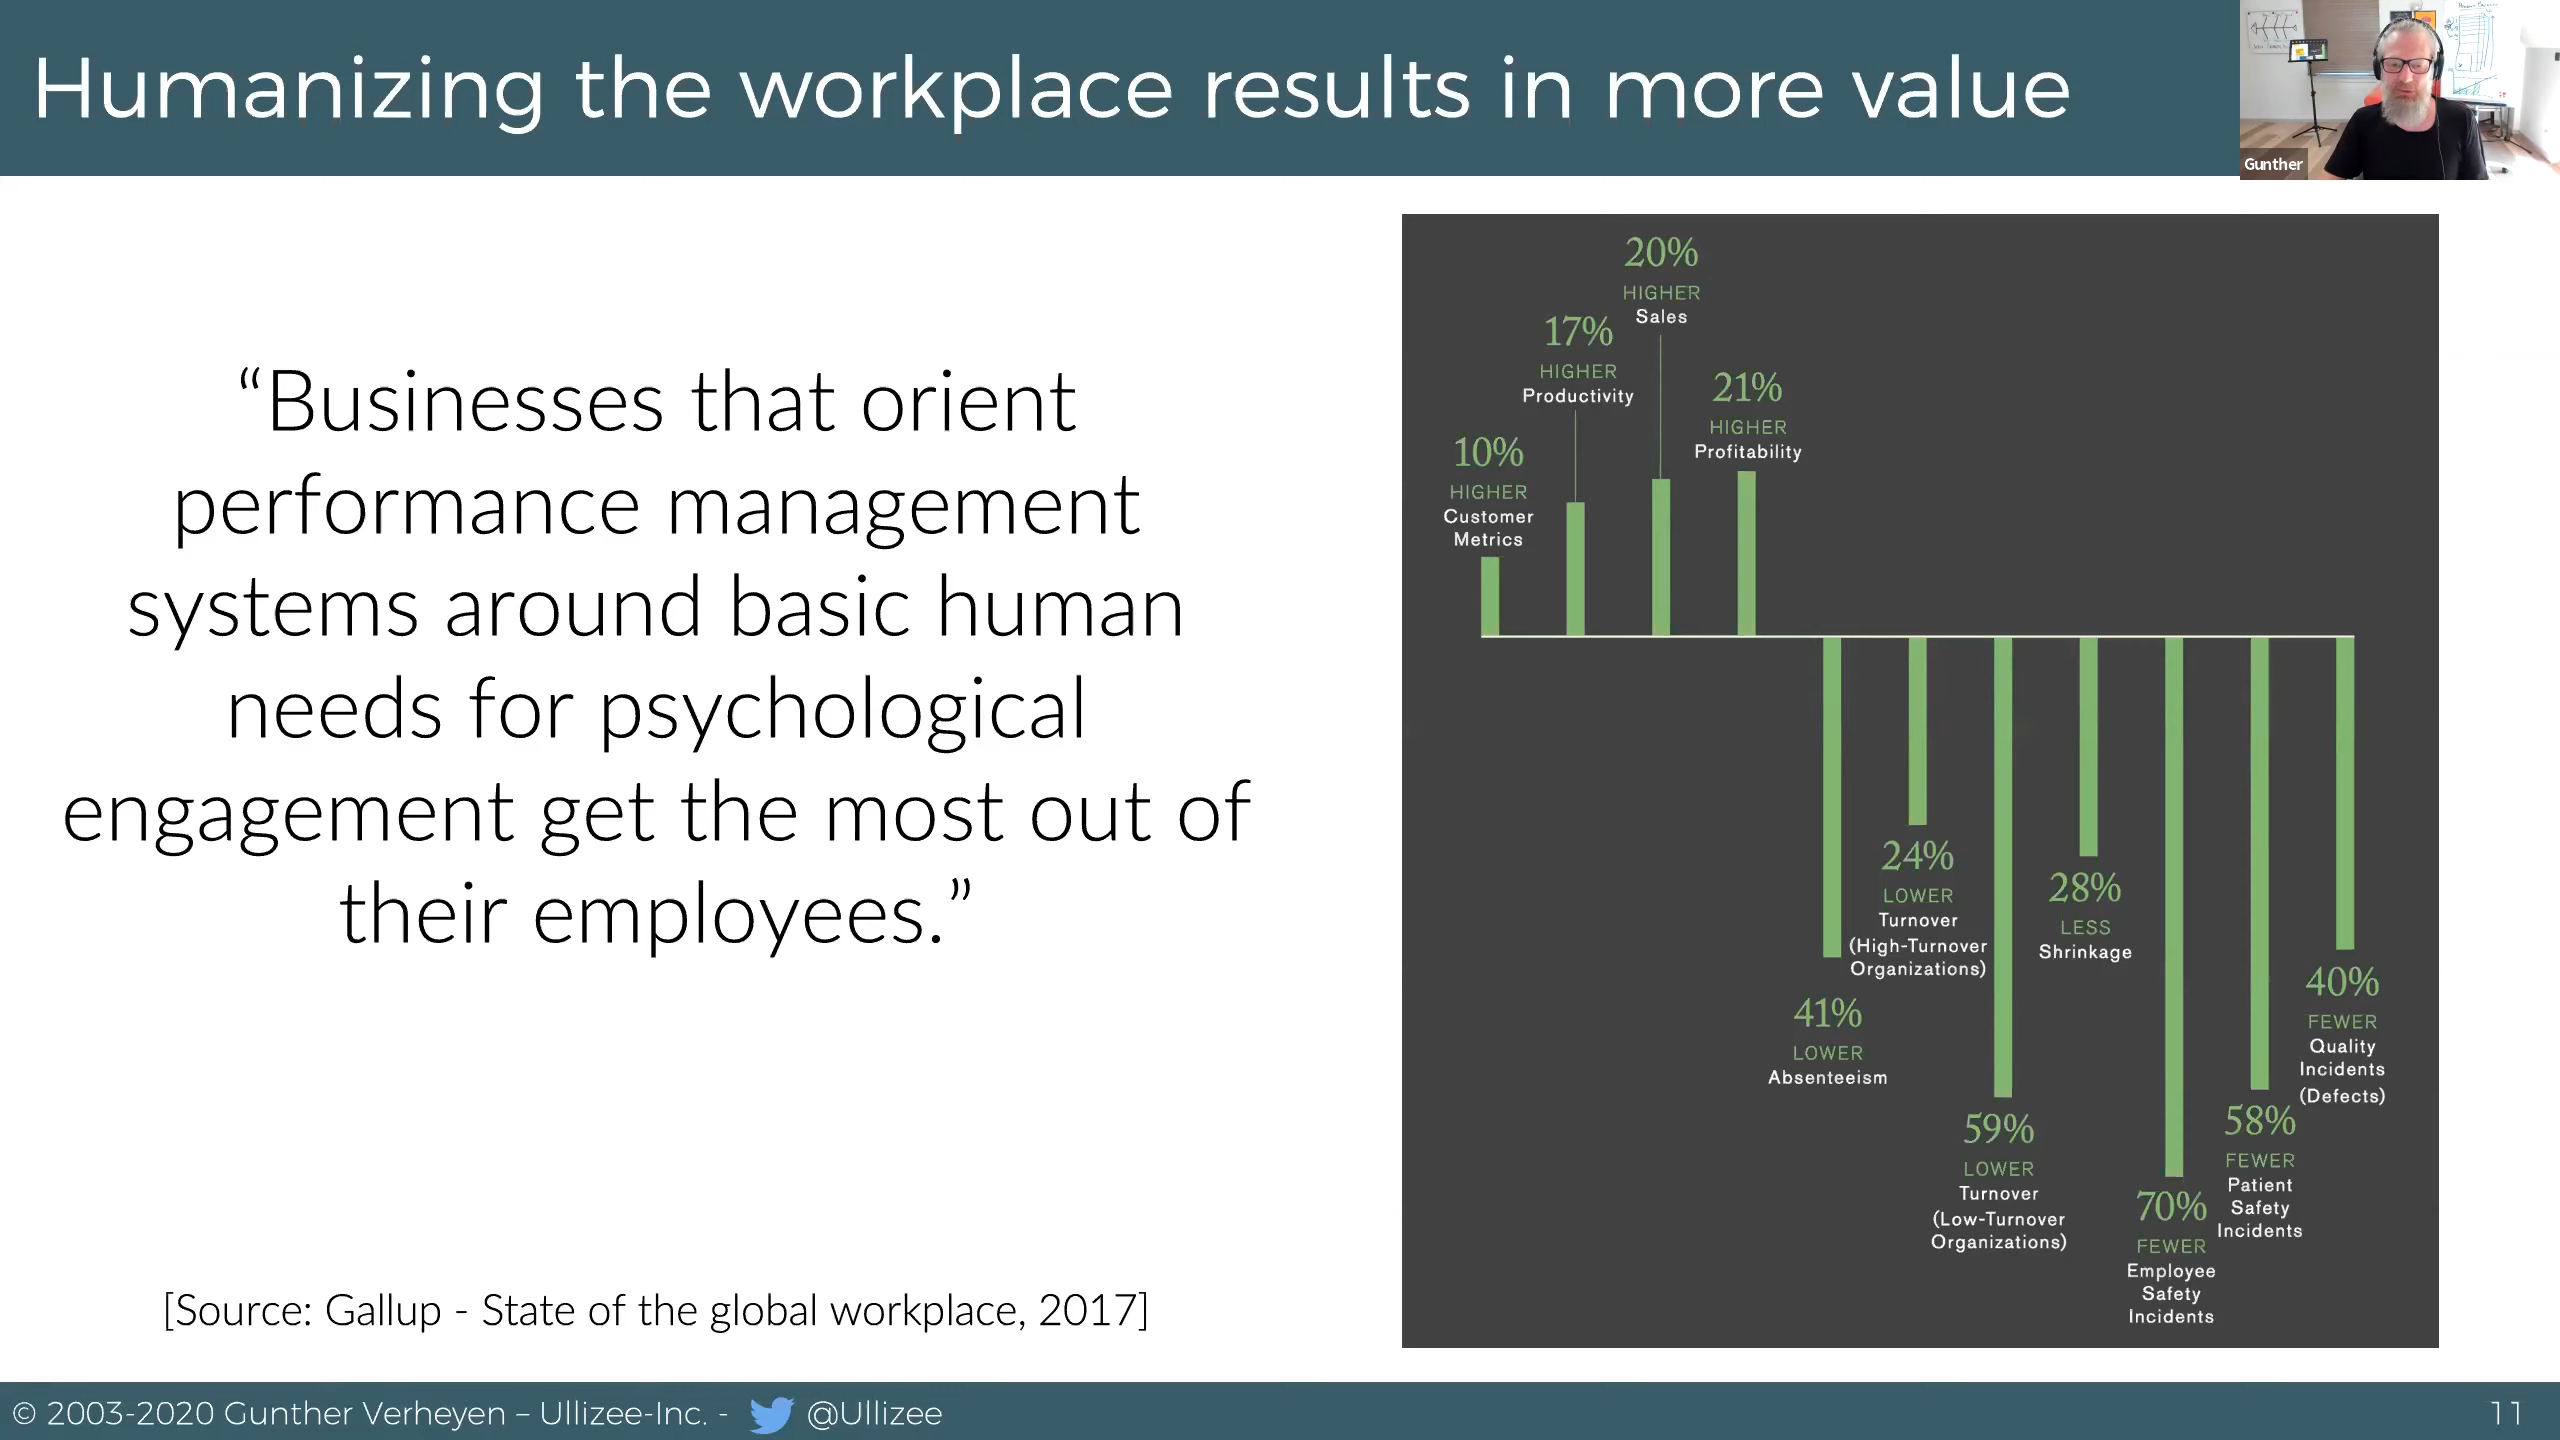 Humanizing the workplace results in more value
Gunther
“Businesses that orient
performance management
systems around basic human
needs for psychological
engagement get the most out of
their employees.”
[Source: Gallup - State of the global workplace, 2017]
10%
HIGHER
Customer
Metrics
17%
HIGHER
Productivity
20%
HIGHER
Sales
21%
HIGHER
Profitability
41%
LOWER
Absenteeism
24%
LOWER
Turnover
(High-Turnover
Organizations)
59%
LOWER
Turnover
(Low-Turnover
Organizations)
28%
LESS
Shrinkage
70%
FEWER
Employee
Safety
Incidents
58%
FEWER
Patient
Safety
Incidents
40%
FEWER
Quality
Incidents
(Defects)
© 2003-2020 Gunther Verheyen – Ullizee-Inc. - @Ullizee
11